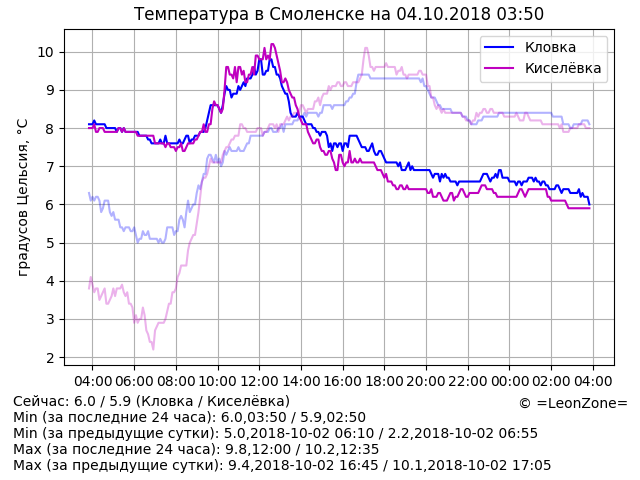 Температура в Смоленске на 04.10.2018 03:50
Кловка
Киселёвка
градусов Цельсия, °C
10
9
8
7
6
5
4
3
2
04:00 06:00 08:00 10:00 12:00 14:00 16:00 18:00 20:00 22:00 00:00 02:00 04:00
Сейчас: 6.0 / 5.9 (Кловка / Киселёвка)
© =LeonZone=
Min (за последние 24 часа): 6.0,03:50 / 5.9,02:50
Min (за предыдущие сутки): 5.0,2018-10-02 06:10 / 2.2,2018-10-02 06:55
Max (за последние 24 часа): 9.8,12:00 / 10.2,12:35
Max (за предыдущие сутки): 9.4,2018-10-02 16:45 / 10.1,2018-10-02 17:05